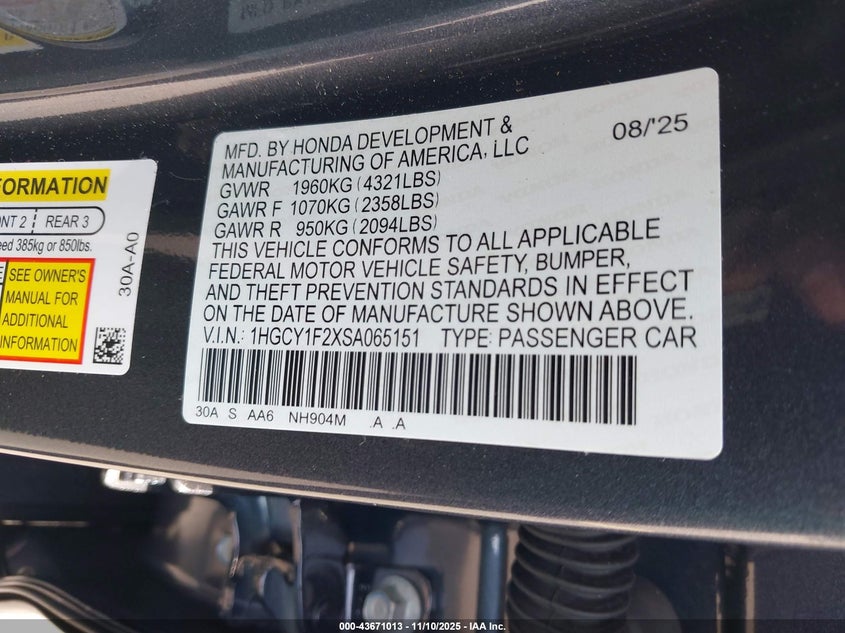 FORMATION
NT 2 REAR 3
eed 385kg or 850lbs.
SEE OWNER'S
MANUAL FOR
ADDITIONAL
INFORMATION
30A-A0
MFD. BY HONDA DEVELOPMENT &
MANUFACTURING OF AMERICA, LLC
08/'25
GVWR 1960KG (4321LBS)
GAWR F 1070KG (2358LBS)
GAWR R 950KG (2094LBS)
THIS VEHICLE CONFORMS TO ALL APPLICABLE
FEDERAL MOTOR VEHICLE SAFETY, BUMPER,
AND THEFT PREVENTION STANDARDS IN EFFECT
ON THE DATE OF MANUFACTURE SHOWN ABOVE.
V.I.N.: 1HGCY1F2XSA065151 TYPE: PASSENGER CAR
30A S AA6 NH904M .A .A
000-43671013 - 11/10/2025 - IAA Inc.